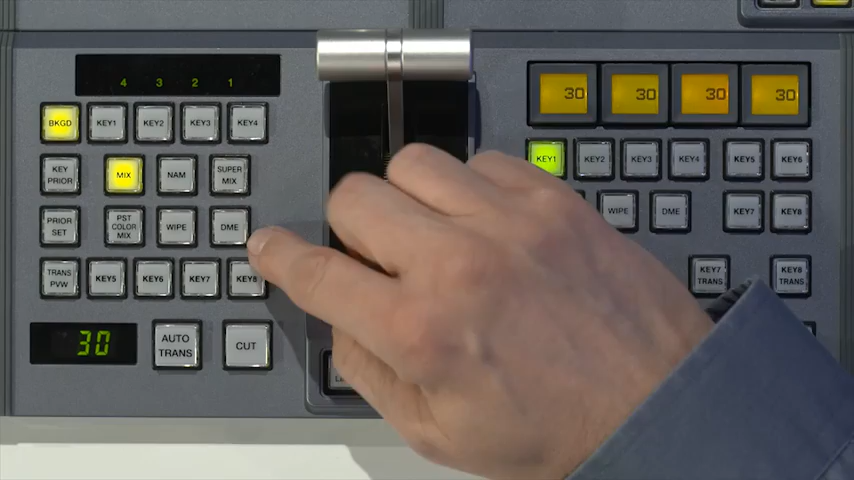 4 3 2 1
BKGD KEY1 KEY2 KEY3 KEY4
KEY
PRIOR
MIX
NAM
SUPER
MIX
PRIOR
SET
PST
COLOR
MIX
WIPE
DME
TRANS
PVW
KEY5 KEY6 KEY7 KEY8
30
AUTO
TRANS
CUT
30 30 30 30
KEY1 KEY2 KEY3 KEY4 KEY5 KEY6
WIPE DME KEY7 KEY8
KEY7
TRANS
KEY8
TRANS